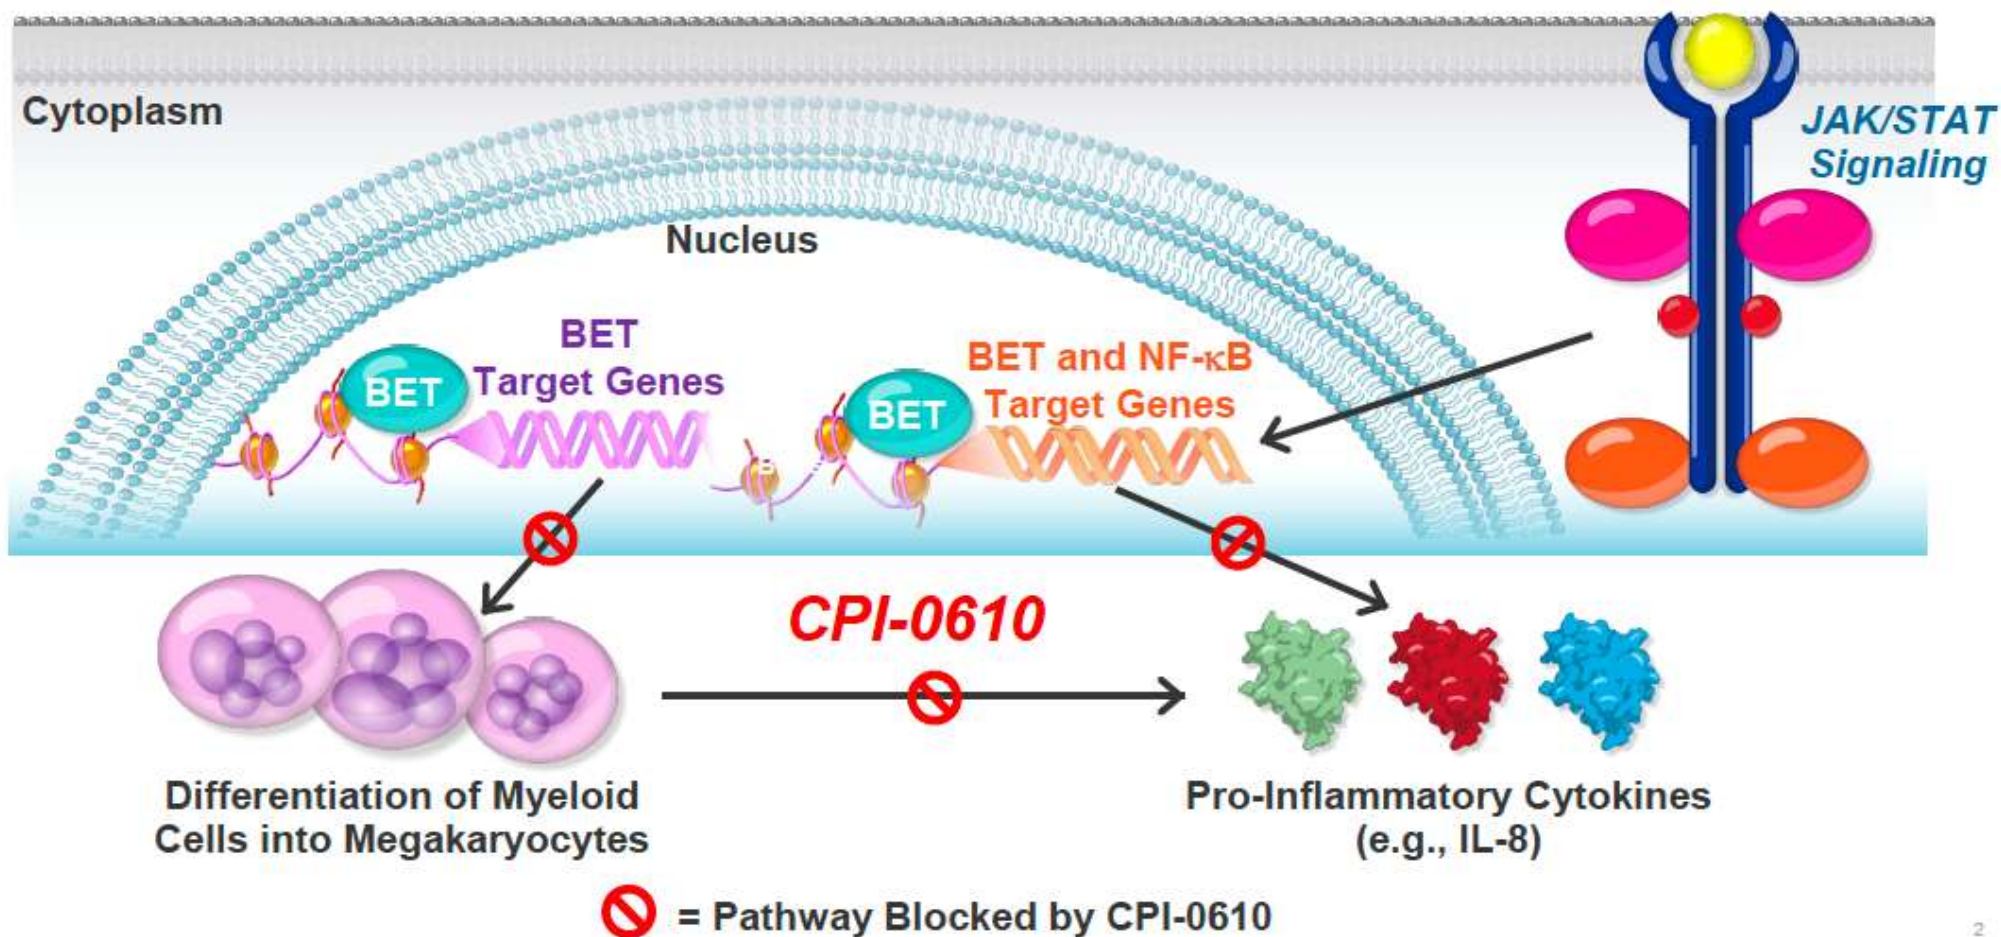 Cytoplasm
JAK/STAT
Signaling
Nucleus
BET
Target Genes
BET
BET and NF-κB
Target Genes
BET
B
CPI-0610
Differentiation of Myeloid
Cells into Megakaryocytes
Pro-Inflammatory Cytokines
(e.g., IL-8)
= Pathway Blocked by CPI-0610
2